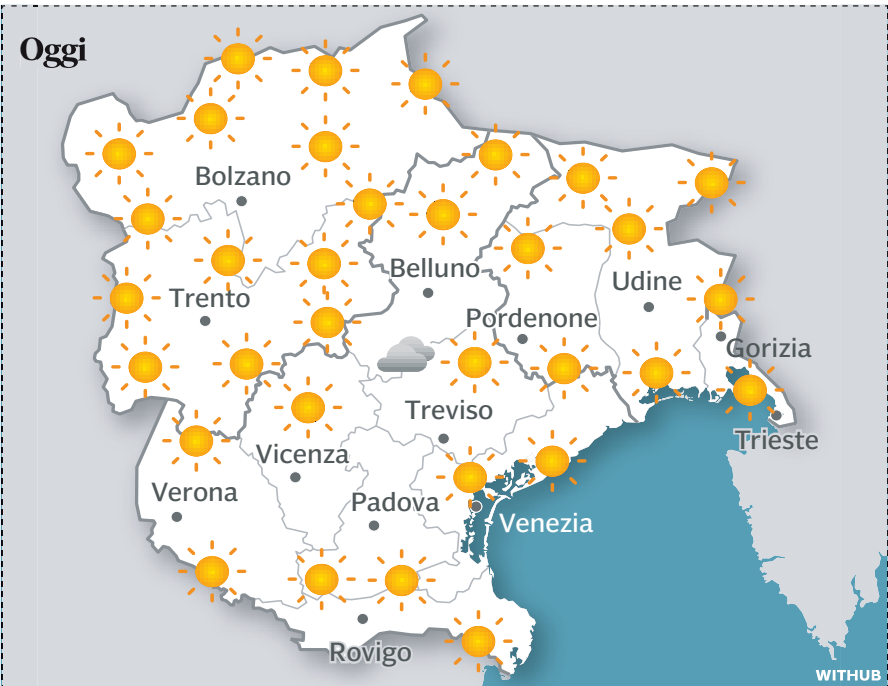 Oggi
Bolzano
Belluno
Udine
Trento
Pordenone
Gorizia
Treviso
Trieste
Vicenza
Verona
Padova
Venezia
Rovigo
WITHUB